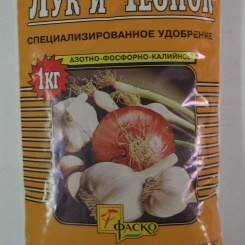 ЛУК И ЧЕСНОК
СПЕЦИАЛИЗИРОВАННОЕ УДОБРЕНИЕ
АЗОТНО-ФОСФОРНО-КАЛИЙНОЕ
1КГ
ФАСКО